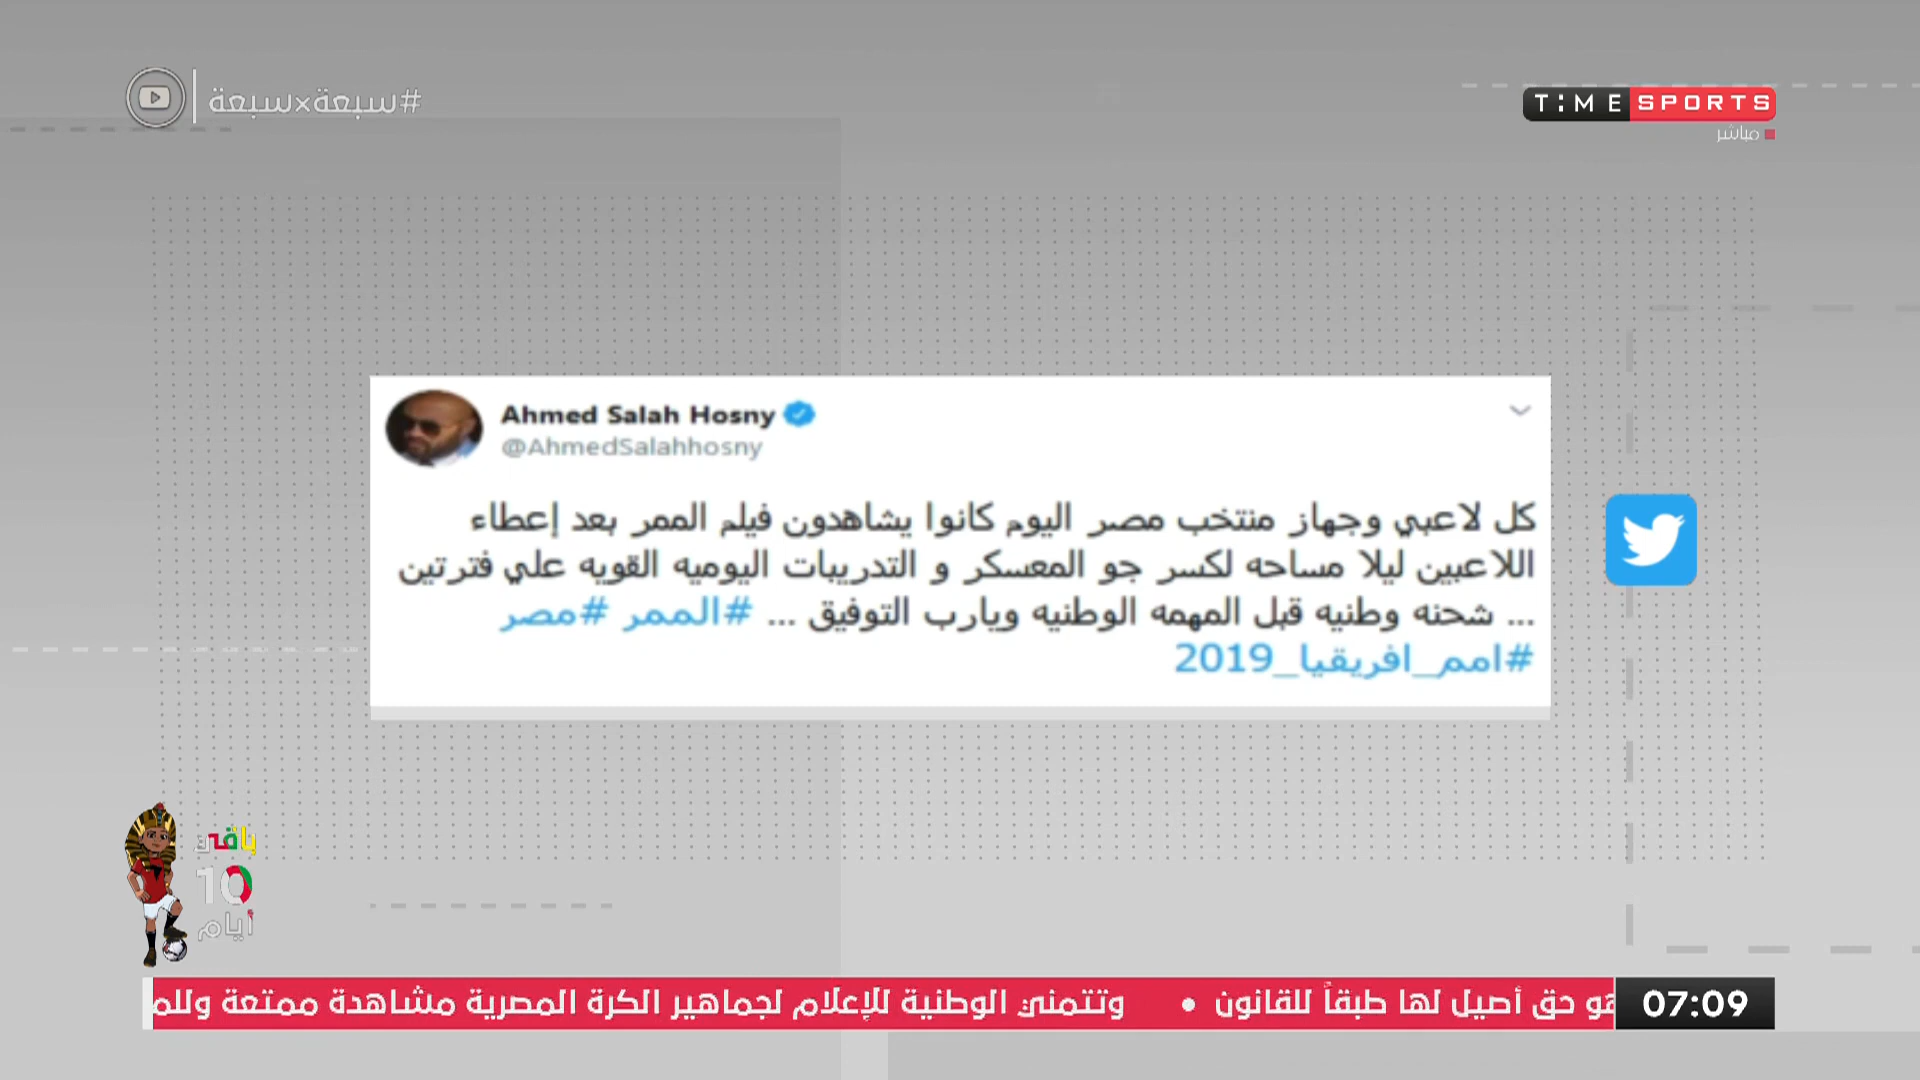 #سبعة×سبعة
TIME SPORTS
مباشر
Ahmed Salah Hosny
@AhmedSalahhosny
كل لاعبي وجهاز منتخب مصر اليوم كانوا يشاهدون فيلم الممر بعد إعطاء
اللاعبين ليلا مساحه لكسر جو المعسكر و التدريبات اليوميه القويه علي فترتين
... شحنه وطنيه قبل المهمه الوطنيه ويارب التوفيق ... #الممر #مصر
#امم_افريقيا_2019
باقي
10
أيام
هو حق أصيل لها طبقاً للقانون • وتتمنى الوطنية للإعلام لجماهير الكرة المصرية مشاهدة ممتعة
07:09